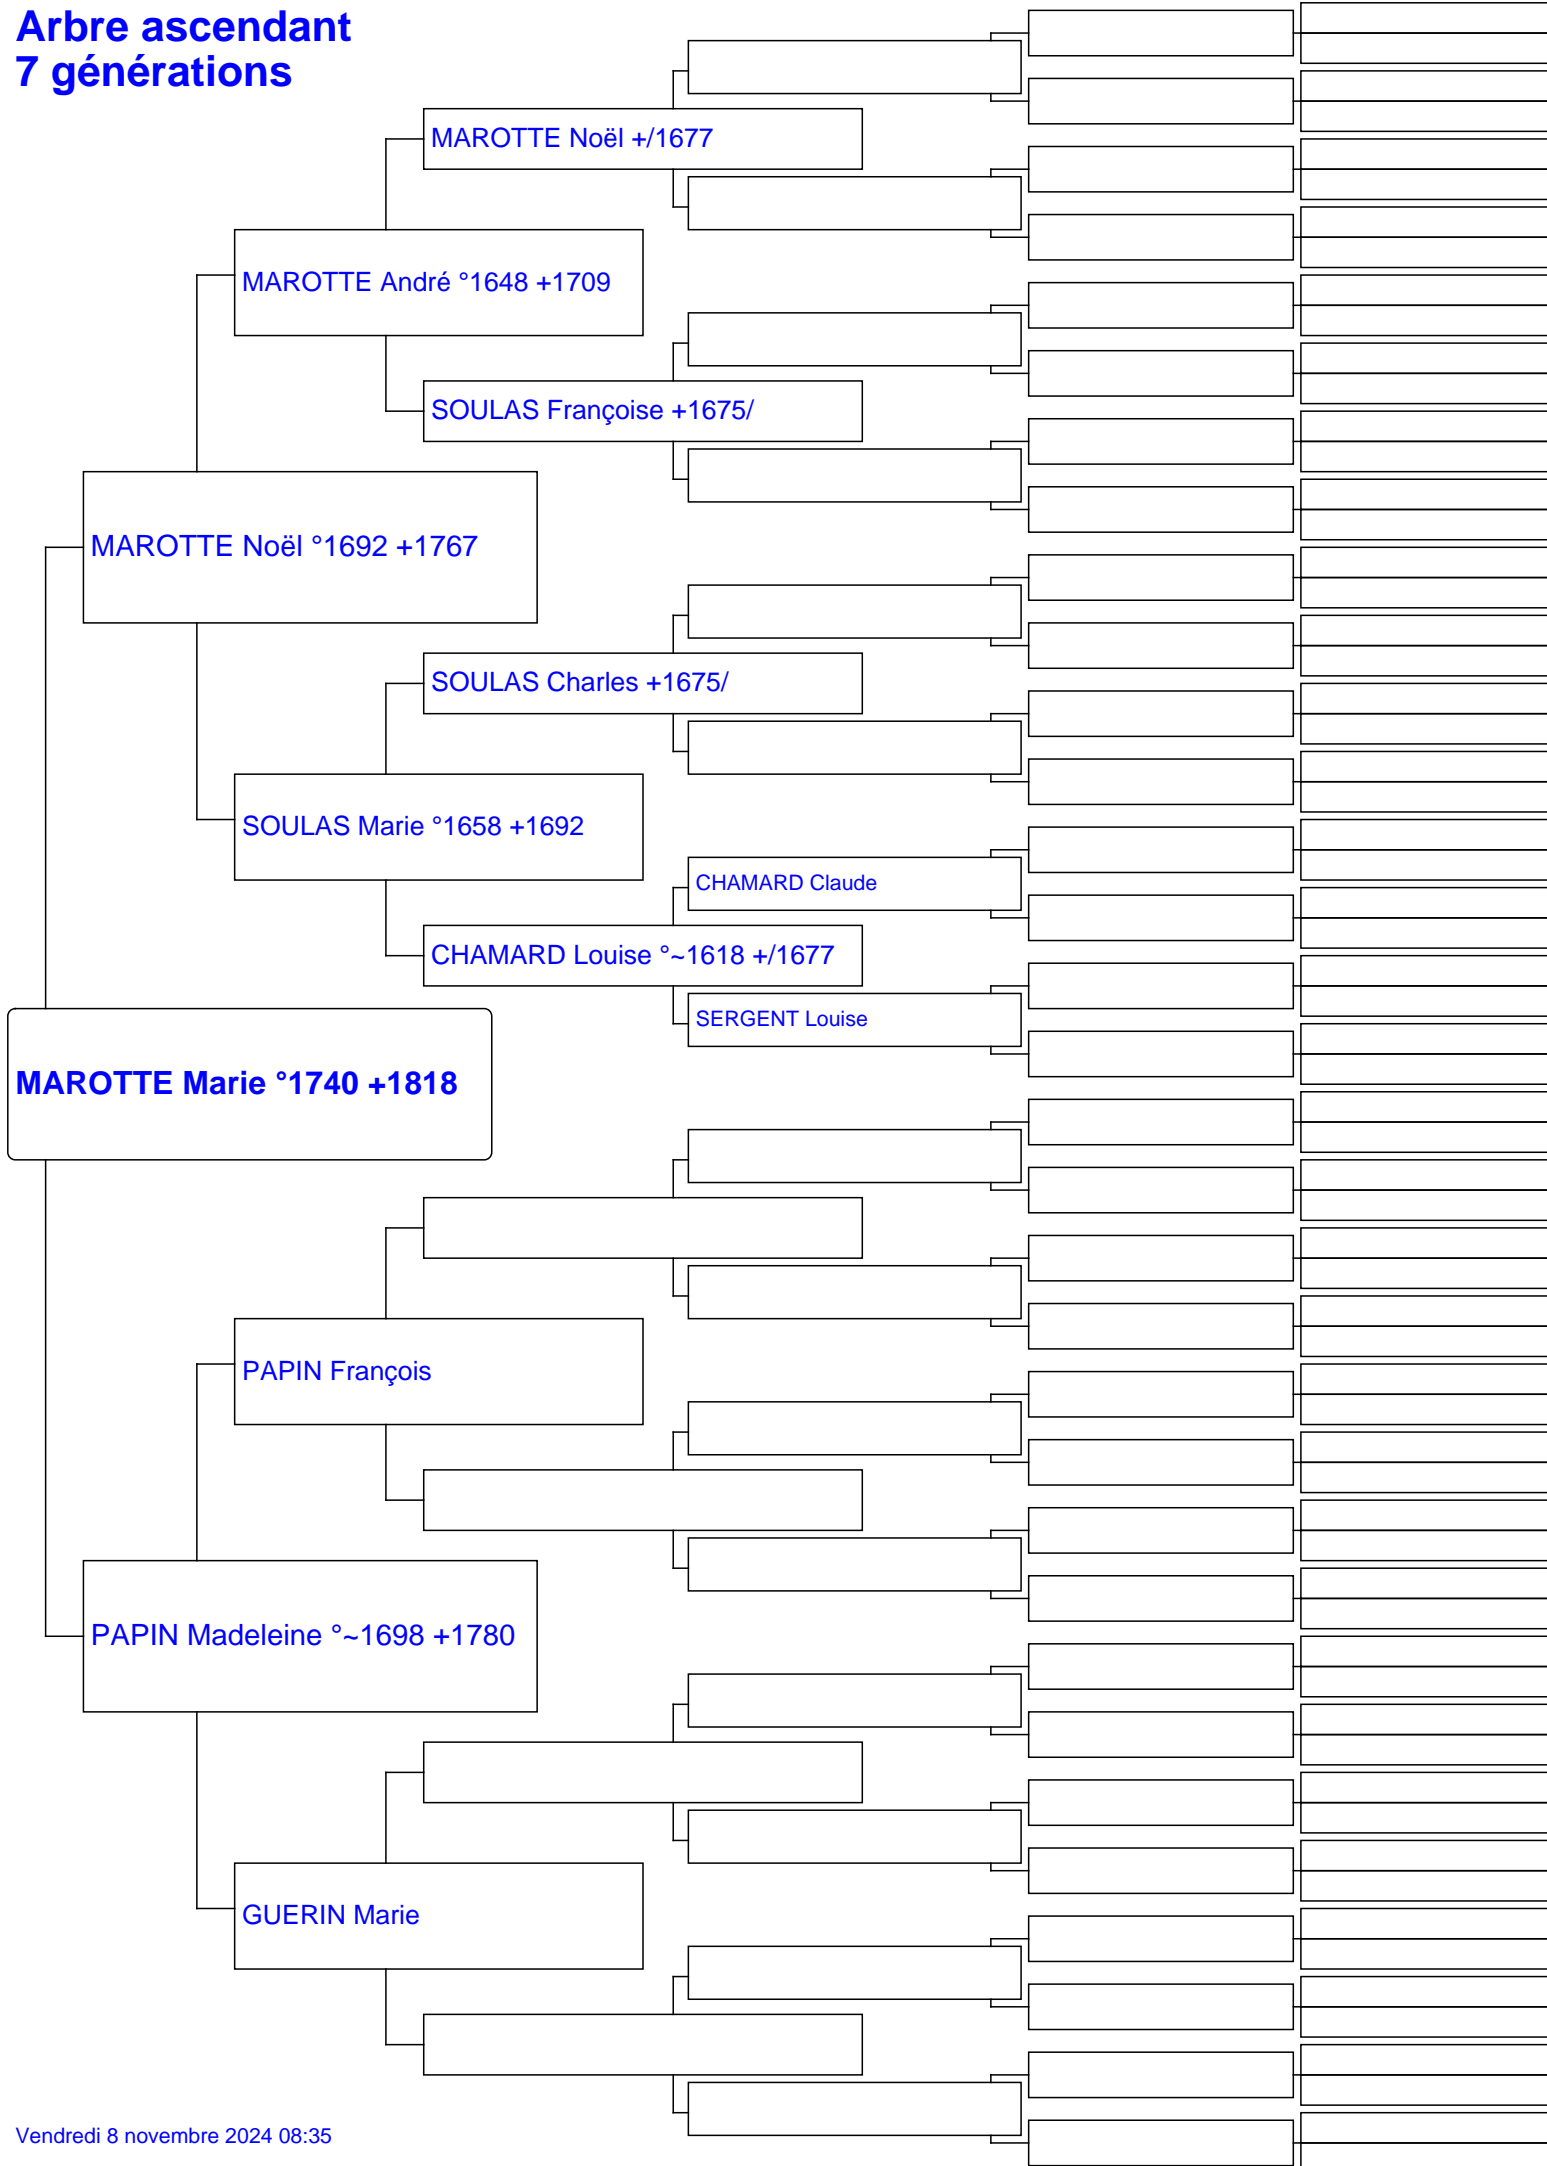 Arbre ascendant
7 générations
MAROTTE Noël +/1677
MAROTTE André °1648 +1709
SOULAS Françoise +1675/
MAROTTE Noël °1692 +1767
SOULAS Charles +1675/
SOULAS Marie °1658 +1692
CHAMARD Claude
CHAMARD Louise °~1618 +/1677
SERGENT Louise
MAROTTE Marie °1740 +1818
PAPIN François
PAPIN Madeleine °~1698 +1780
GUERIN Marie
Vendredi 8 novembre 2024 08:35